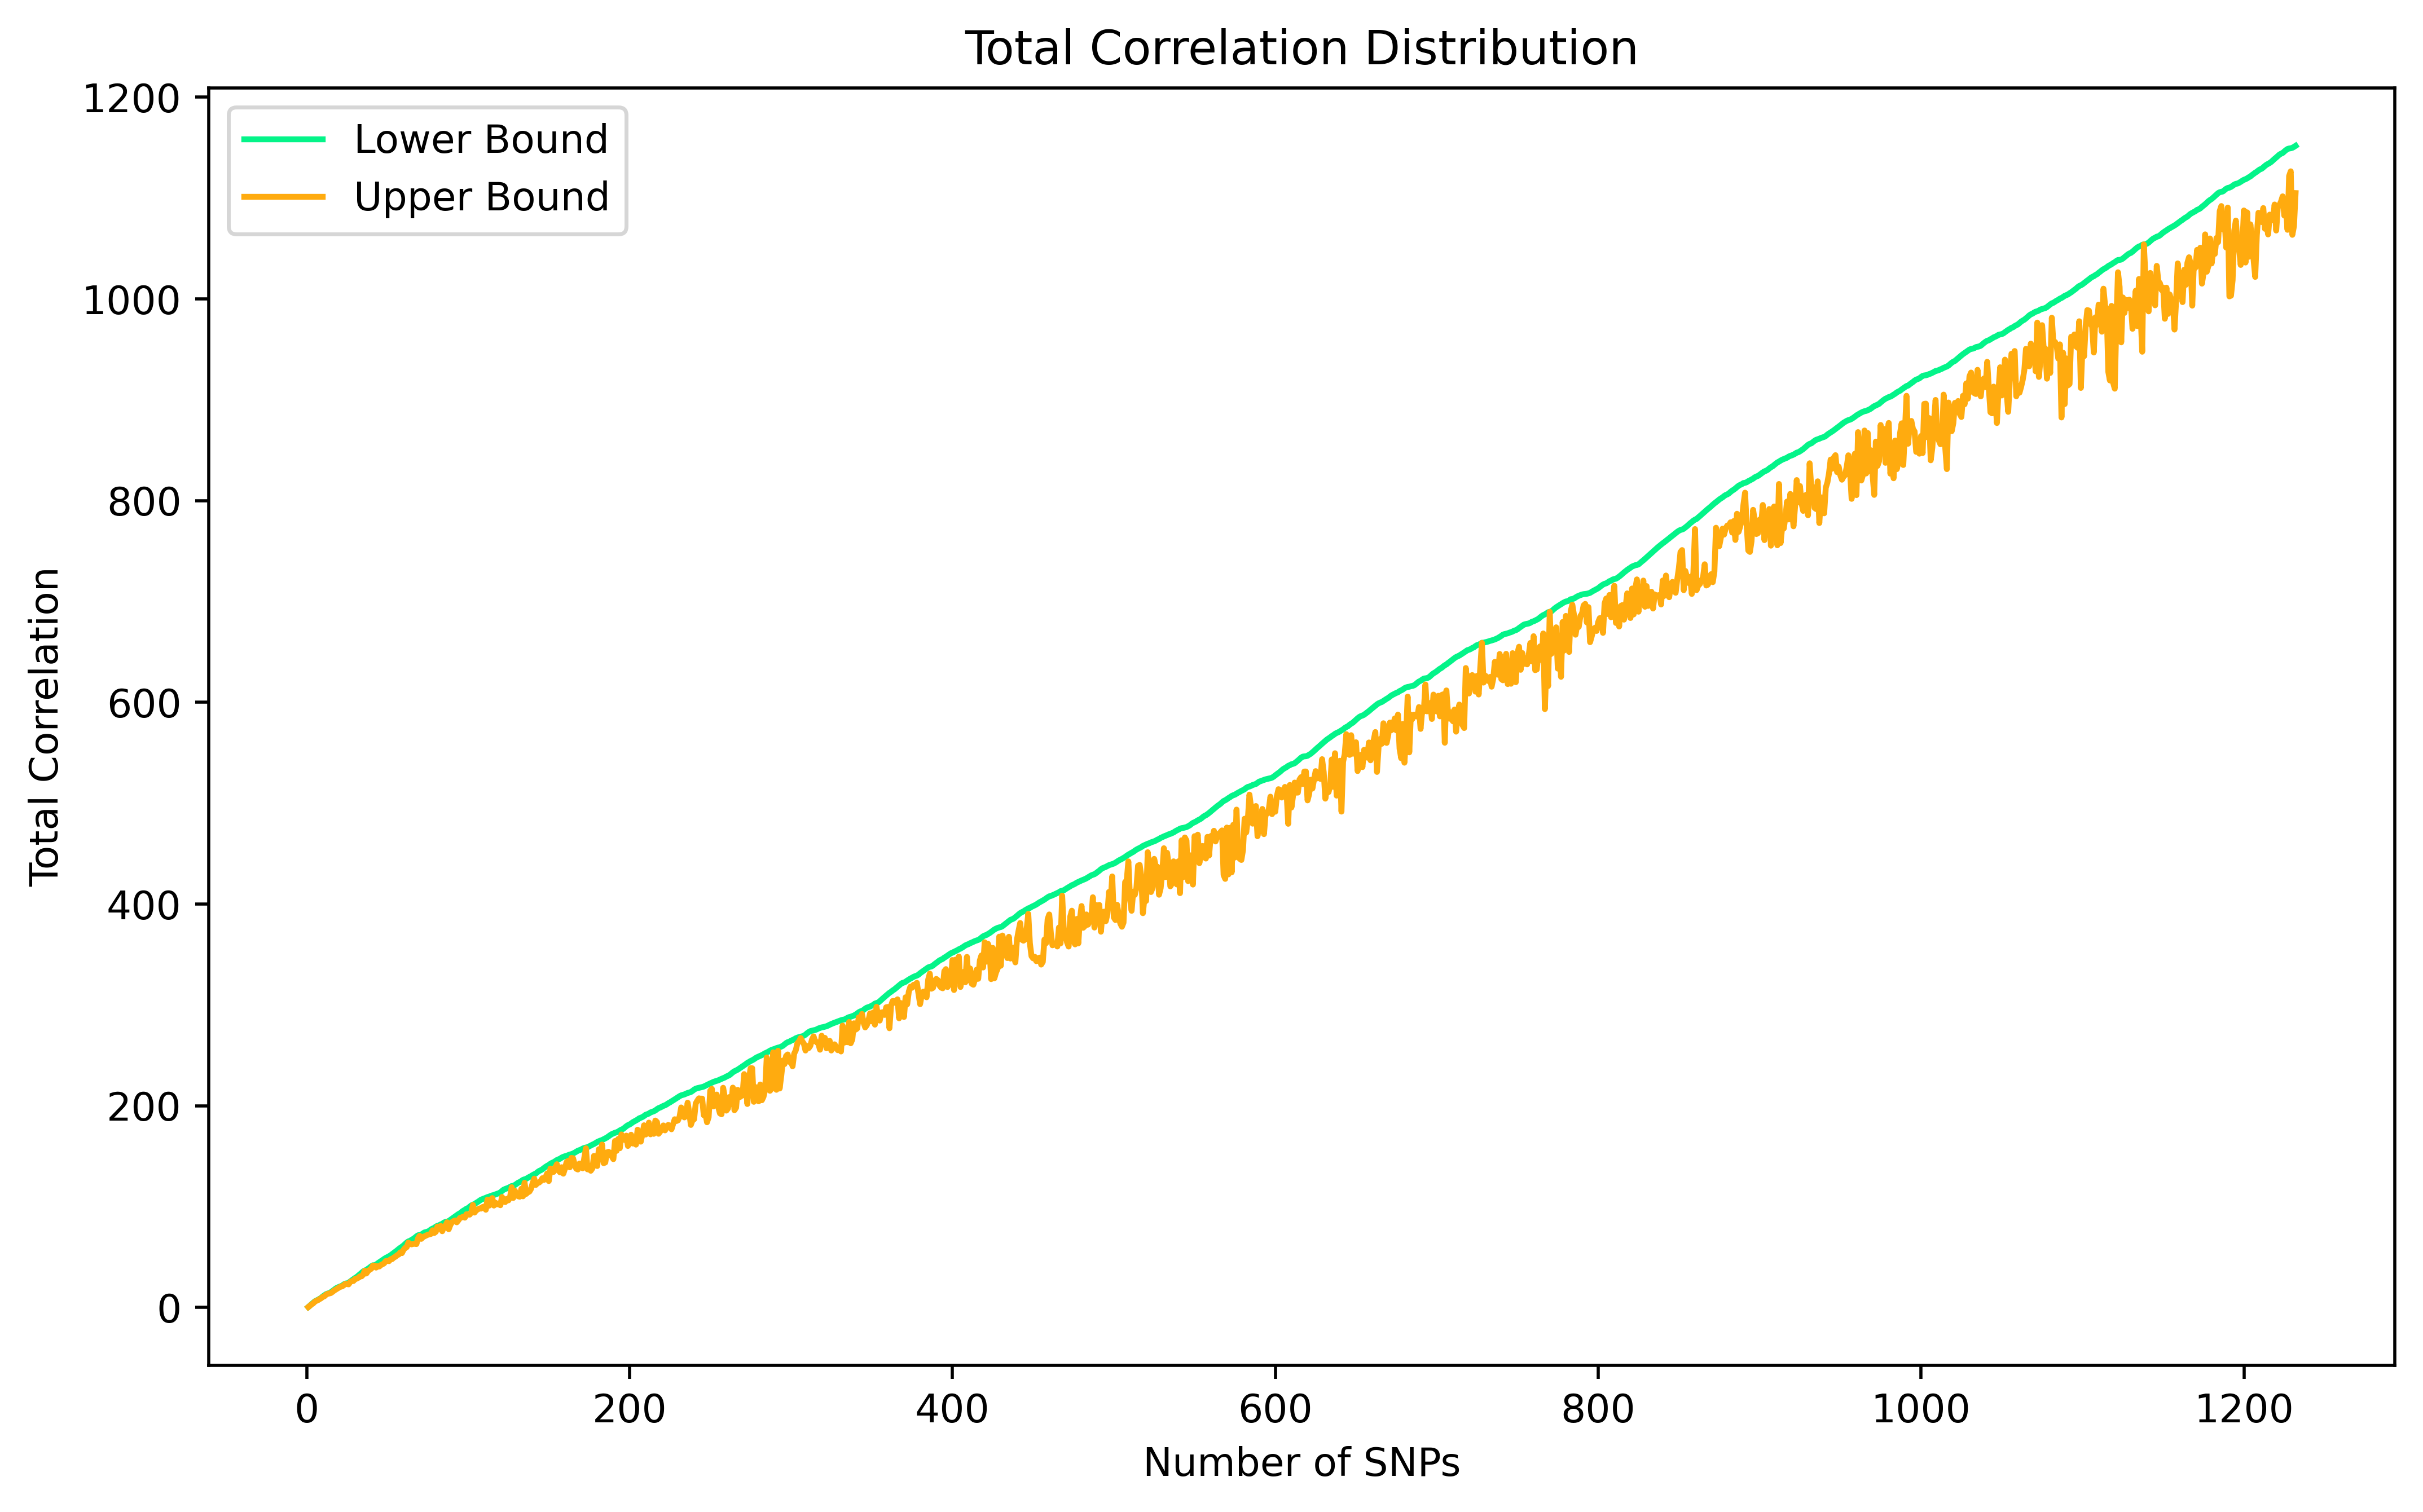 Total Correlation Distribution
1200
1000
800
600
400
200
0
Total Correlation
Lower Bound
Upper Bound
0
200
400
600
800
1000
1200
Number of SNPs